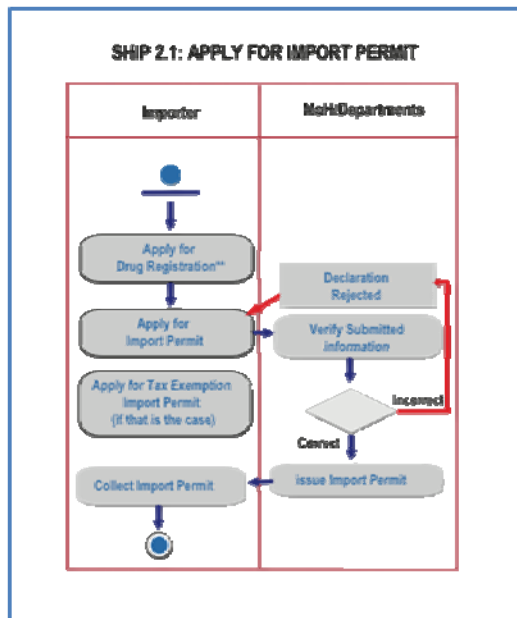 SHIP 2.1: APPLY FOR IMPORT PERMIT
Importer
MoH/Departments
Apply for
Drug Registration**
Declaration
Rejected
Apply for
Import Permit
Verify Submitted
information
Apply for Tax Exemption
Import Permit
(if that is the case)
Incorrect
Correct
Collect Import Permit
issue Import Permit